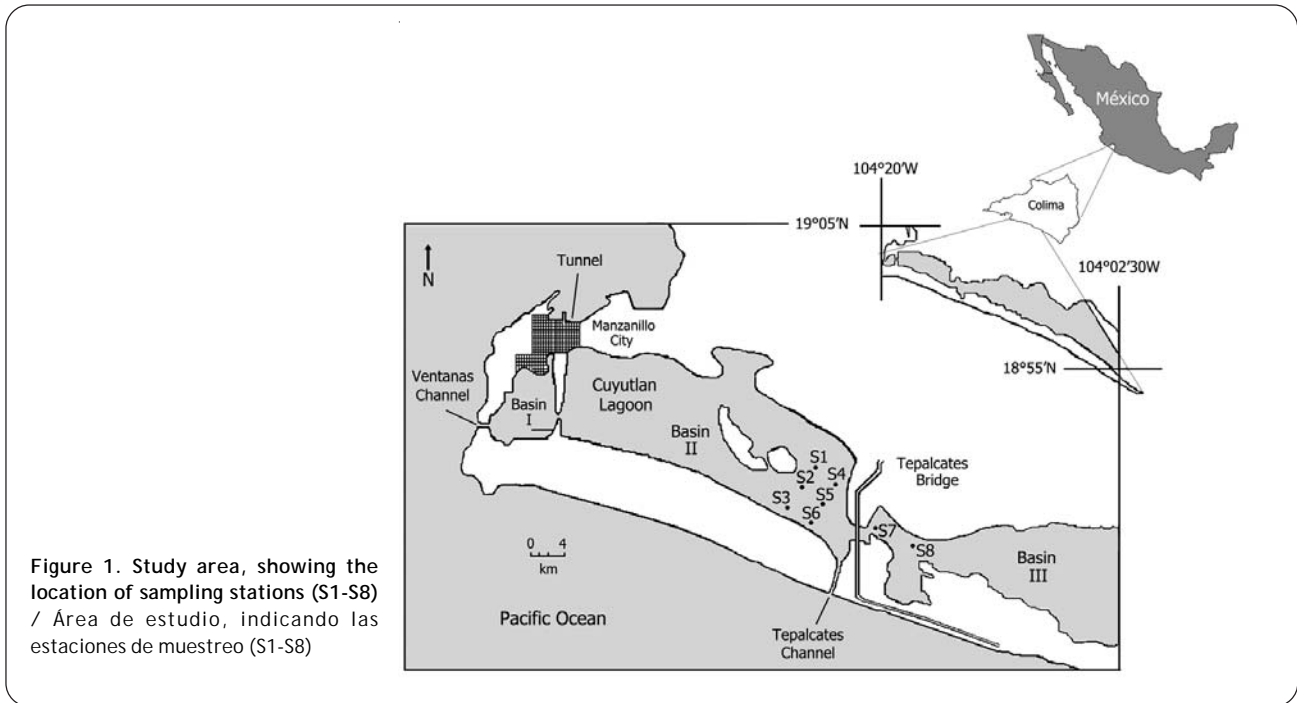 México
104°20'W
Colima
19°05'N
104°02'30W
N
Tunnel
Manzanillo
City
18°55'N
Ventanas
Channel
Cuyutlan
Lagoon
Basin
I
Basin
II
Tepalcates
Bridge
S1
S2
S4
S3
S5
S6
S7
S8
0 4
km
Basin
III
Pacific Ocean
Tepalcates
Channel
Figure 1. Study area, showing the
location of sampling stations (S1-S8)
/ Área de estudio, indicando las
estaciones de muestreo (S1-S8)